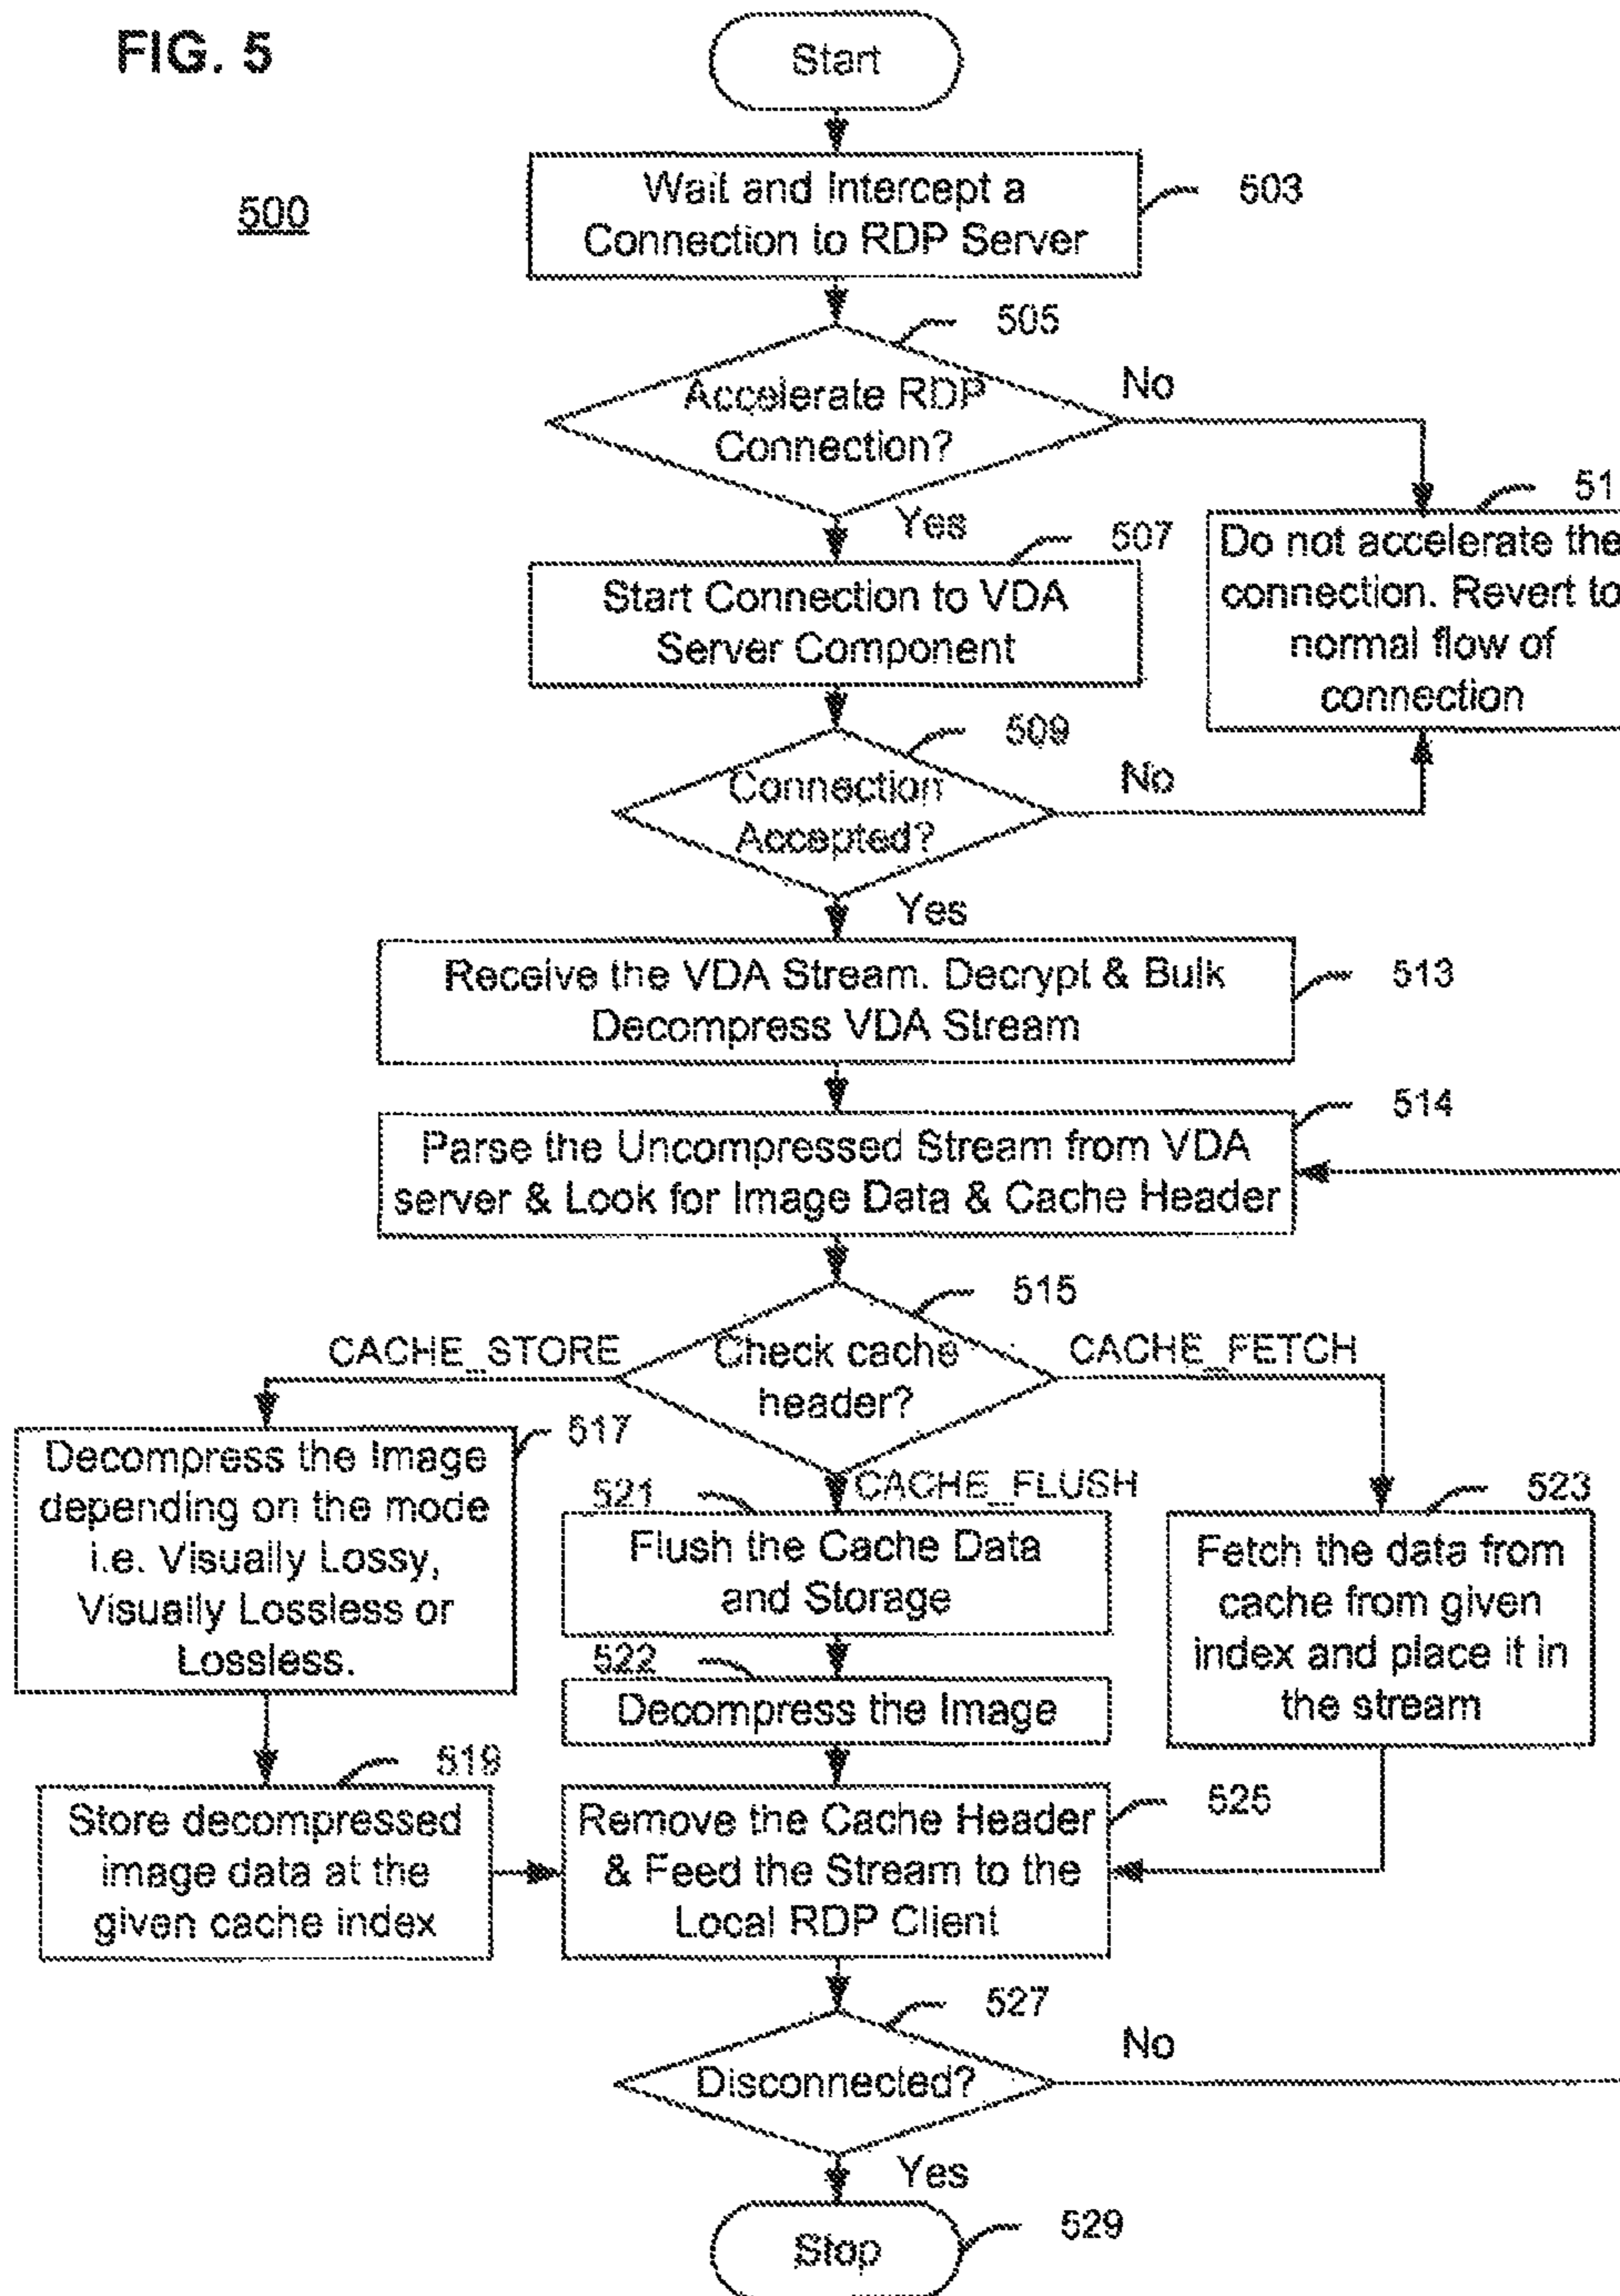 FIG. 5
Start
500
Wait and Intercept a
Connection to RDP Server
503
505
Accelerate RDP
Connection?
No
Yes
507
51
Start Connection to VDA
Server Component
Do not accelerate the
connection. Revert to
normal flow of
connection
509
Connection
Accepted?
No
Yes
Receive the VDA Stream. Decrypt & Bulk
Decompress VDA Stream
513
514
Parse the Uncompressed Stream from VDA
server & Look for Image Data & Cache Header
515
Check cache
header?
CACHE_STORE
CACHE_FETCH
CACHE_FLUSH
517
Decompress the Image
depending on the mode
i.e. Visually Lossy,
Visually Lossless or
Lossless.
521
Flush the Cache Data
and Storage
523
Fetch the data from
cache from given
index and place it in
the stream
522
Decompress the Image
519
Store decompressed
image data at the
given cache index
525
Remove the Cache Header
& Feed the Stream to the
Local RDP Client
527
Disconnected?
No
Yes
Stop
529